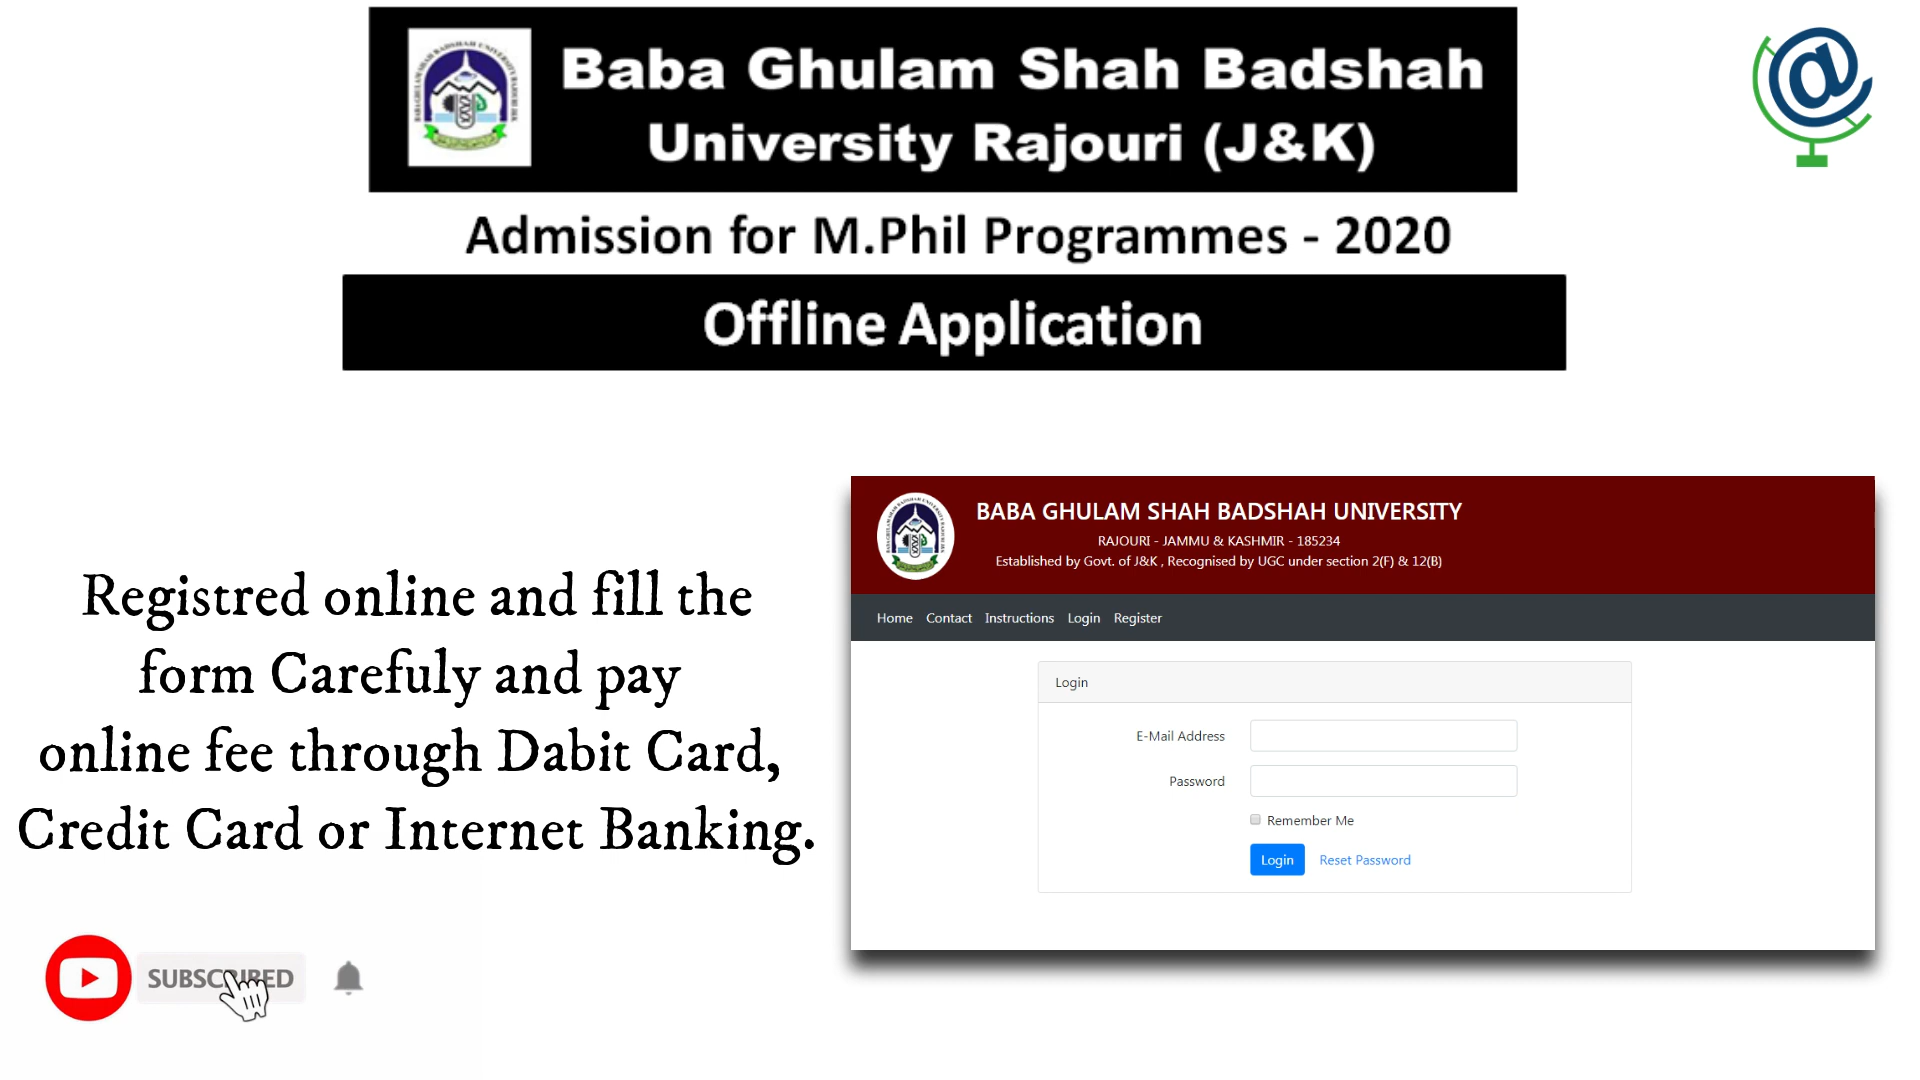 Baba Ghulam Shah Badshah
University Rajouri (J&K)
Admission for M.Phil Programmes - 2020
Offline Application
Registred online and fill the
form Carefuly and pay
online fee through Dabit Card,
Credit Card or Internet Banking.
SUBSCRIBED
BABA GHULAM SHAH BADSHAH UNIVERSITY
RAJOURI - JAMMU & KASHMIR - 185234
Established by Govt. of J&K , Recognised by UGC under section 2(F) & 12(B)
Home Contact Instructions Login Register
Login
E-Mail Address
Password
Remember Me
Login Reset Password